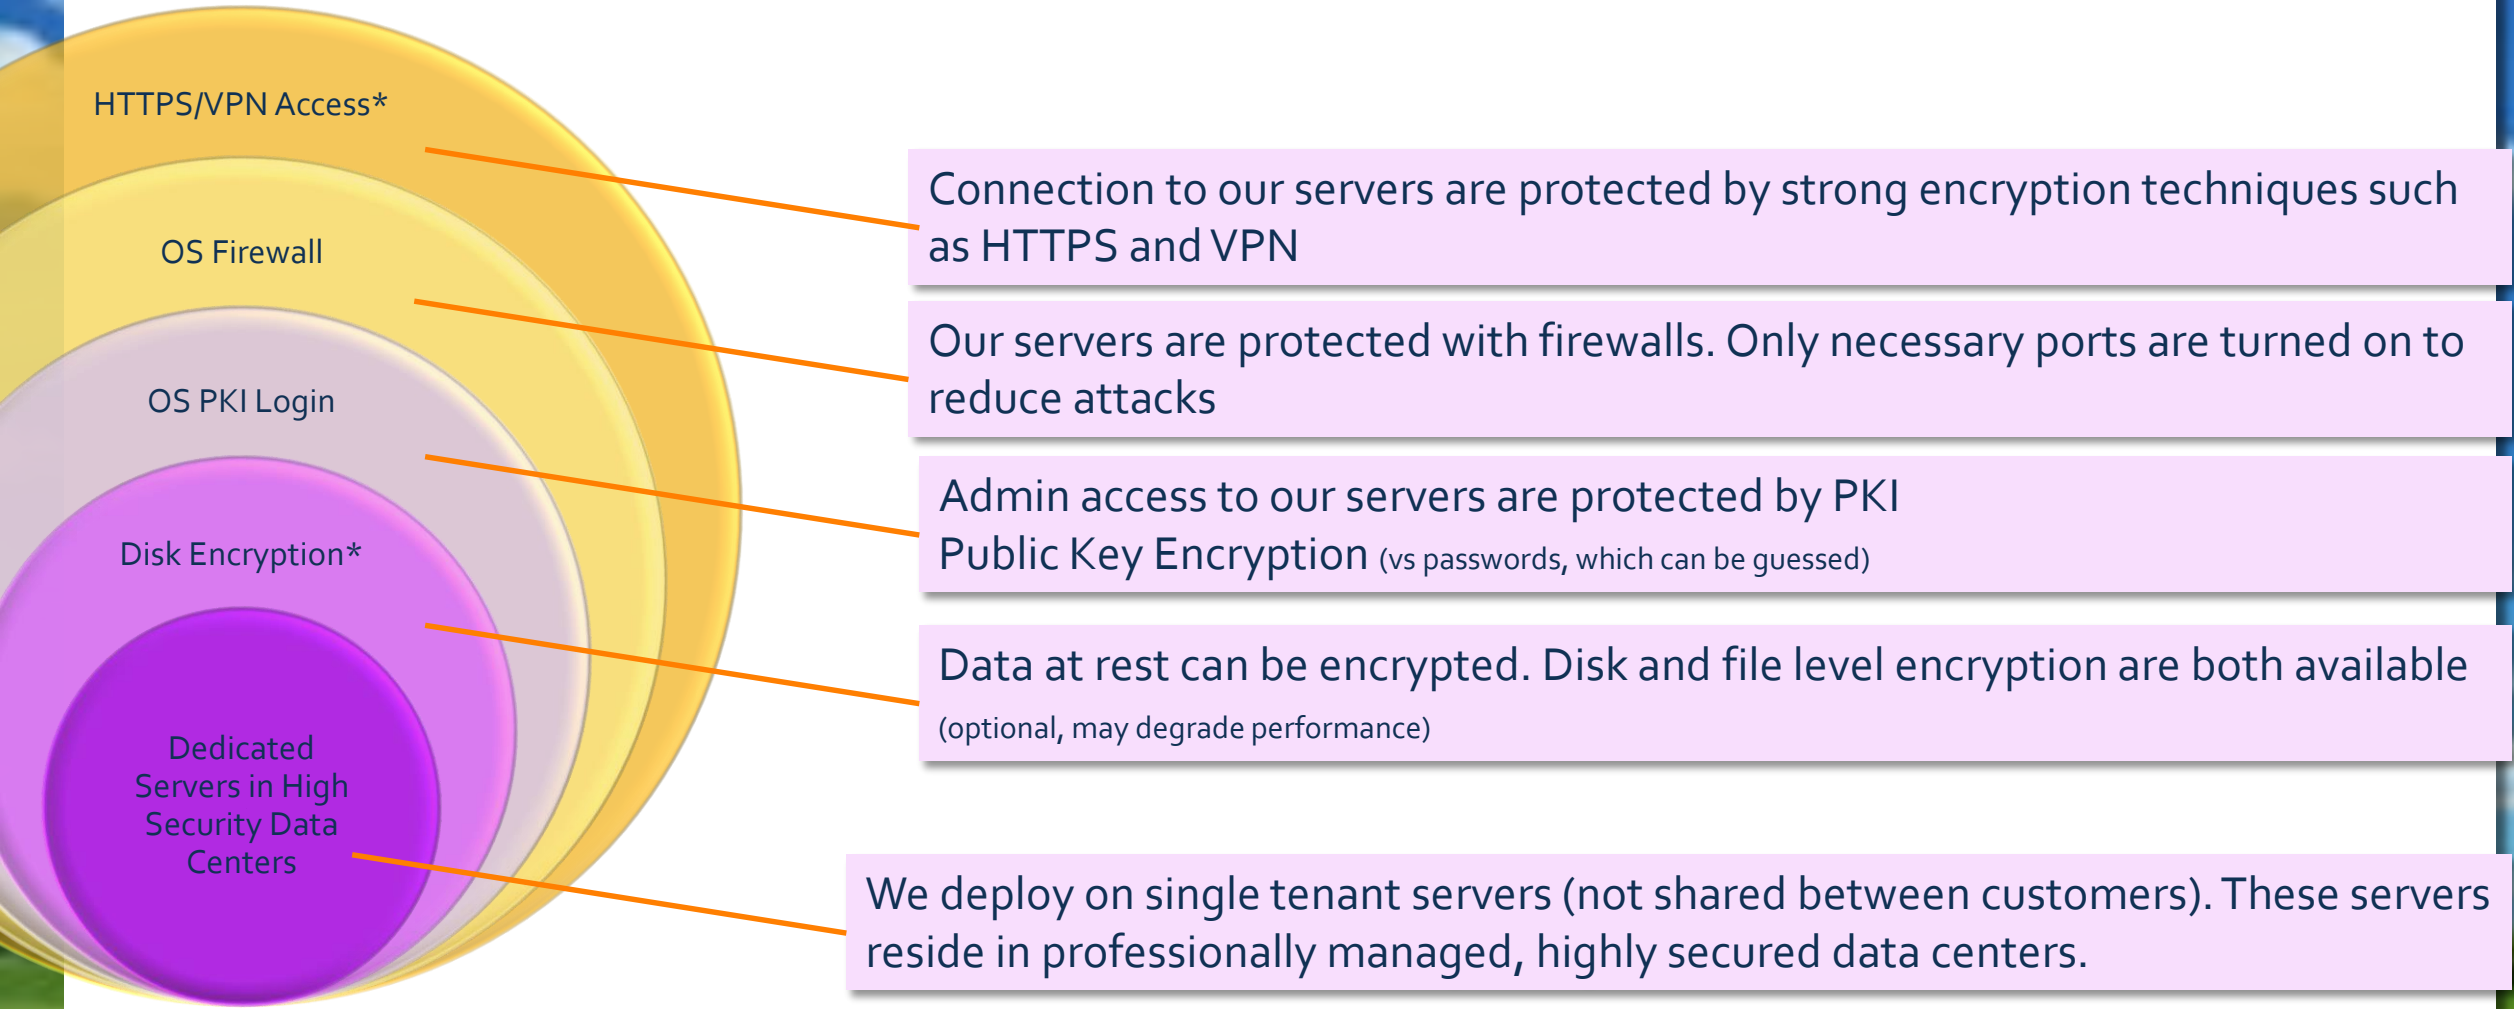 HTTPS/VPN Access*
OS Firewall
OS PKI Login
Disk Encryption*
Dedicated
Servers in High
Security Data
Centers
Connection to our servers are protected by strong encryption techniques such
as HTTPS and VPN
Our servers are protected with firewalls. Only necessary ports are turned on to
reduce attacks
Admin access to our servers are protected by PKI
Public Key Encryption (vs passwords, which can be guessed)
Data at rest can be encrypted. Disk and file level encryption are both available
(optional, may degrade performance)
We deploy on single tenant servers (not shared between customers). These servers
reside in professionally managed, highly secured data centers.